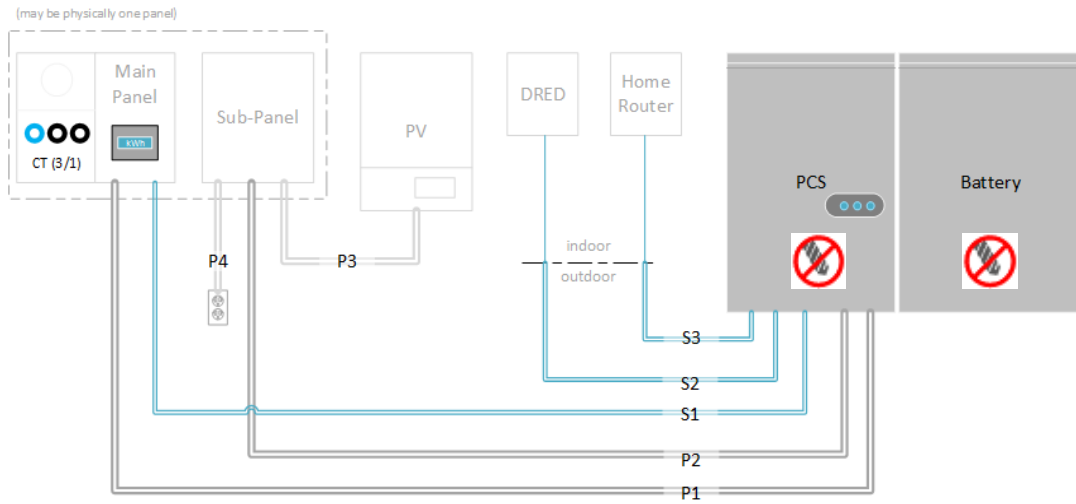 (may be physically one panel)
Main
Panel
kWh
CT (3/1)
Sub-Panel
PV
DRED
Home
Router
PCS
Battery
indoor
outdoor
P4
P3
S3
S2
S1
P2
P1